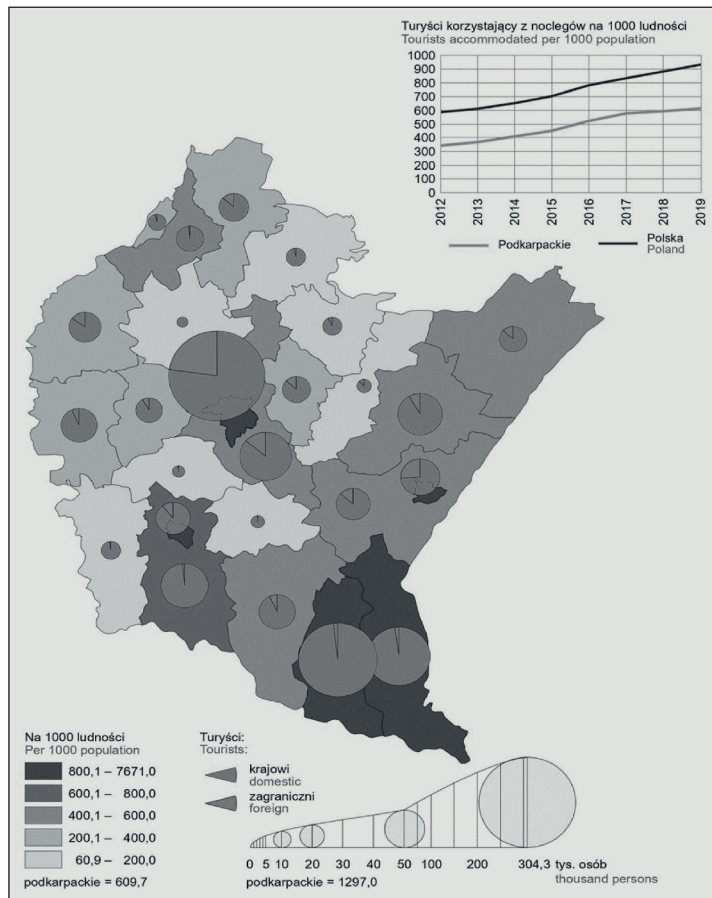 Turyści korzystający z noclegów na 1000 ludności
Tourists accommodated per 1000 population
1000
900
800
700
600
500
400
300
200
100
0
2012
2013
2014
2015
2016
2017
2018
2019
Podkarpackie
Polska
Poland
Na 1000 ludności
Per 1000 population
800,1 – 7671,0
600,1 – 800,0
400,1 – 600,0
200,1 – 400,0
60,9 – 200,0
podkarpackie = 609,7
Turyści:
Tourists:
krajowi
domestic
zagraniczni
foreign
0 5 10 20 30 40 50 100 200 304,3 tys. osób
thousand persons
podkarpackie = 1297,0